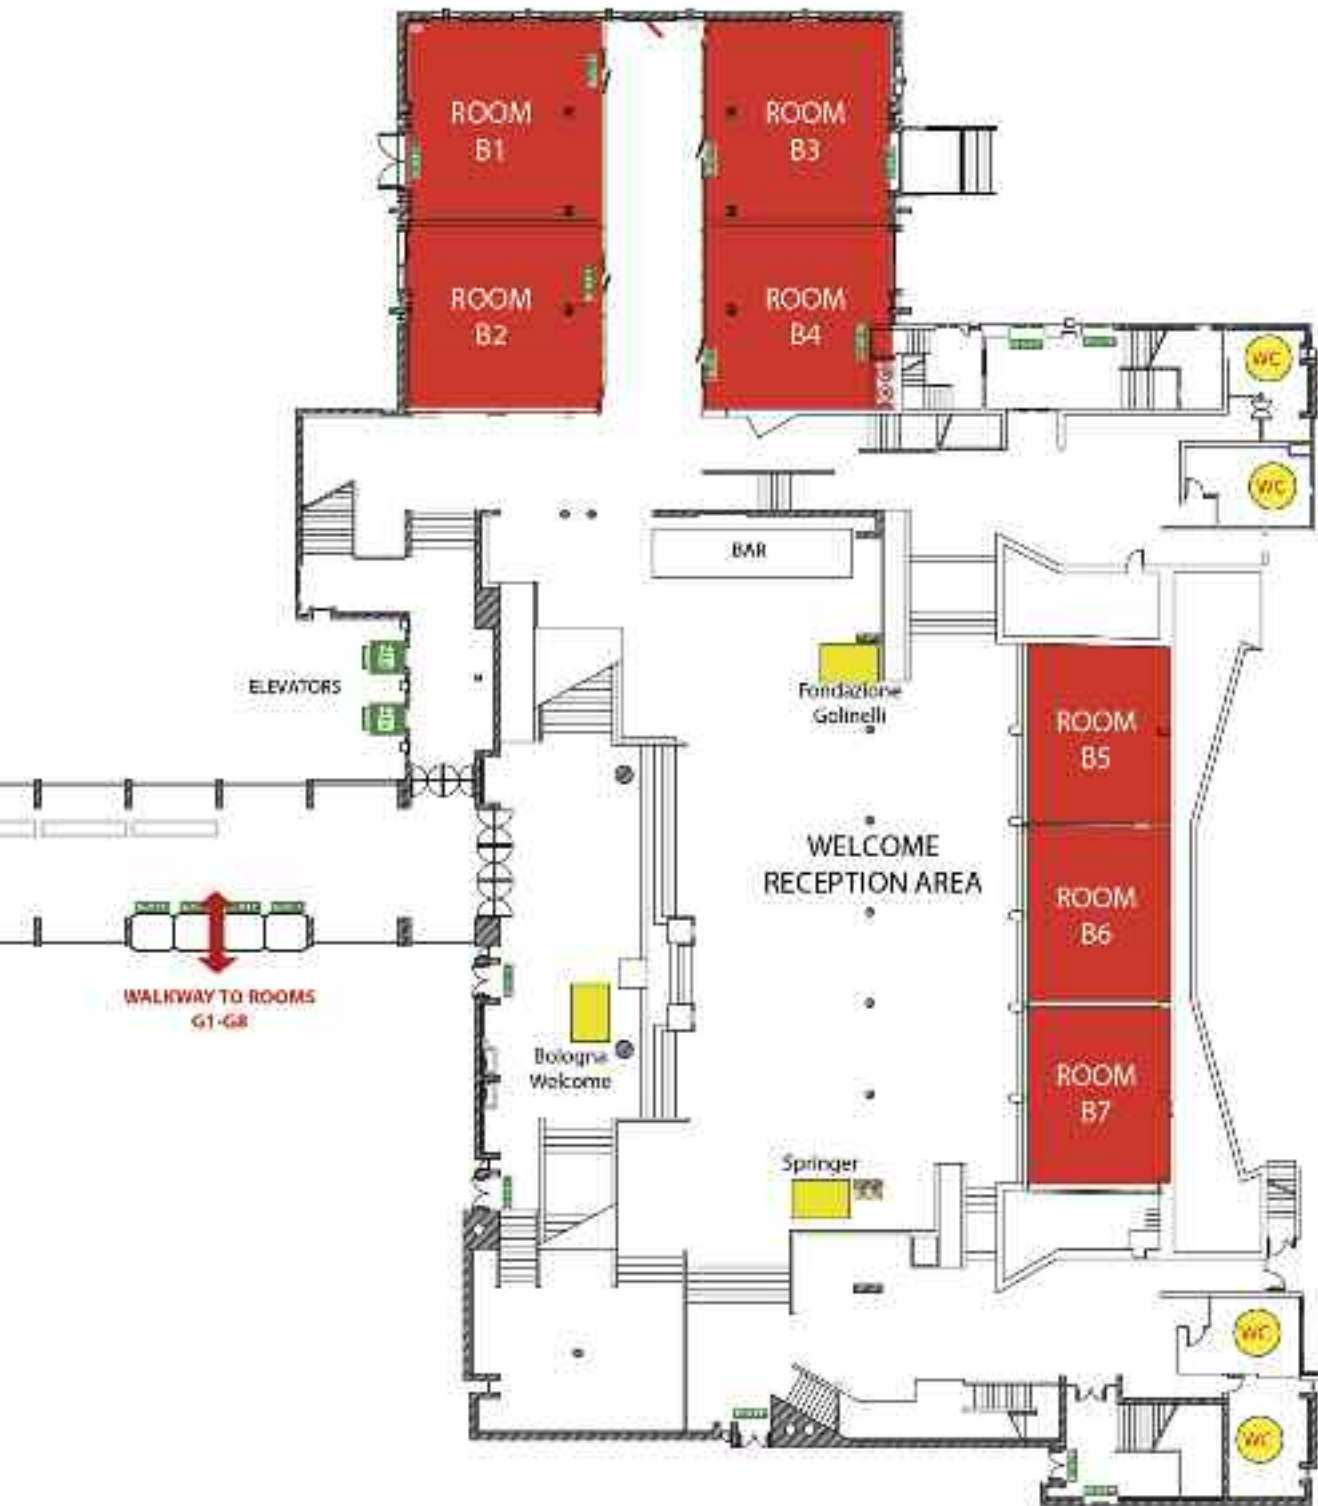 ROOM
B1
ROOM
B3
ROOM
B2
ROOM
B4
WC
WC
BAR
ELEVATORS
Fondazione
Golinelli
ROOM
B5
WELCOME
RECEPTION AREA
ROOM
B6
WALKWAY TO ROOMS
G1-G8
Bologna
Welcome
ROOM
B7
Springer
WC
WC